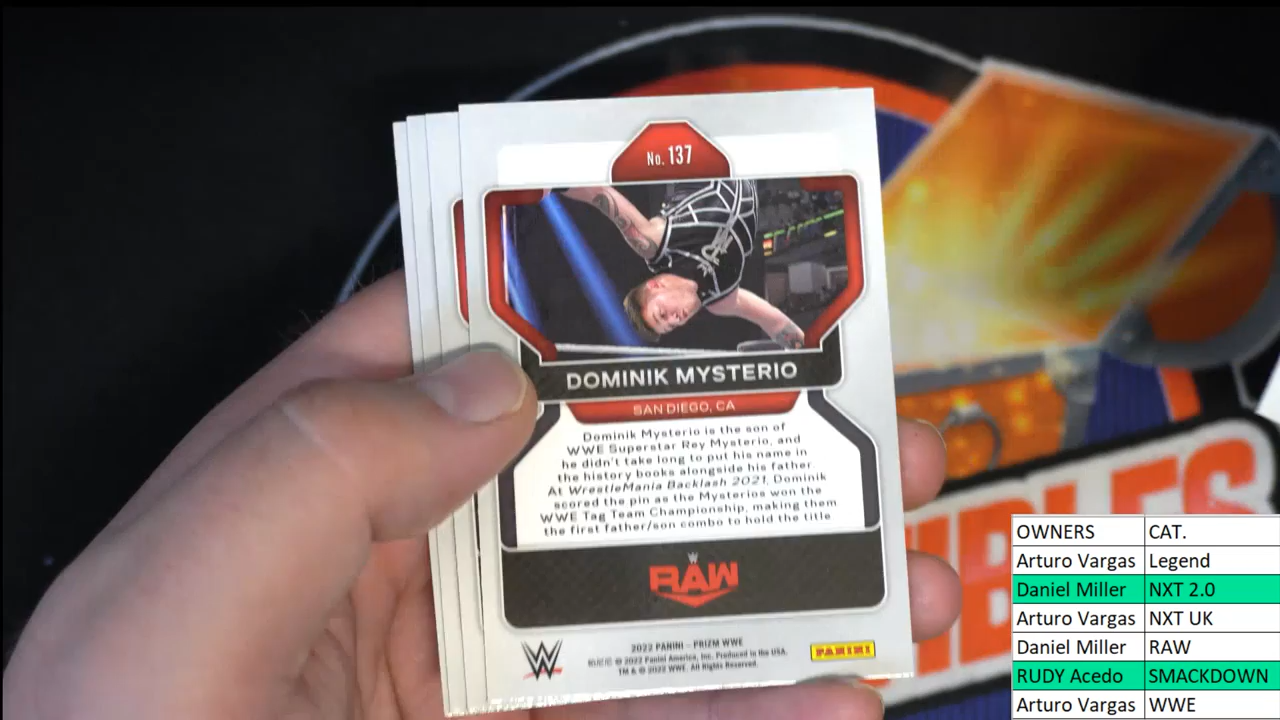 No. 137
DOMINIK MYSTERIO
SAN DIEGO, CA
Dominik Mysterio is the son of
WWE Superstar Rey Mysterio, and
he didn't take long to put his name in
the history books alongside his father.
At WrestleMania Backlash 2021, Dominik
scored the pin as the Mysterios won the
WWE Tag Team Championship, making them
the first father/son combo to hold the title
W
RAW
W
2022 PANINI – PRIZM WWE
© 2022 Panini America, Inc. Produced in the USA.
TM & © 2022 WWE. All Rights Reserved.
PANINI
IBLES
OWNERS CAT.
Arturo Vargas Legend
Daniel Miller NXT 2.0
Arturo Vargas NXT UK
Daniel Miller RAW
RUDY Acedo SMACKDOWN
Arturo Vargas WWE